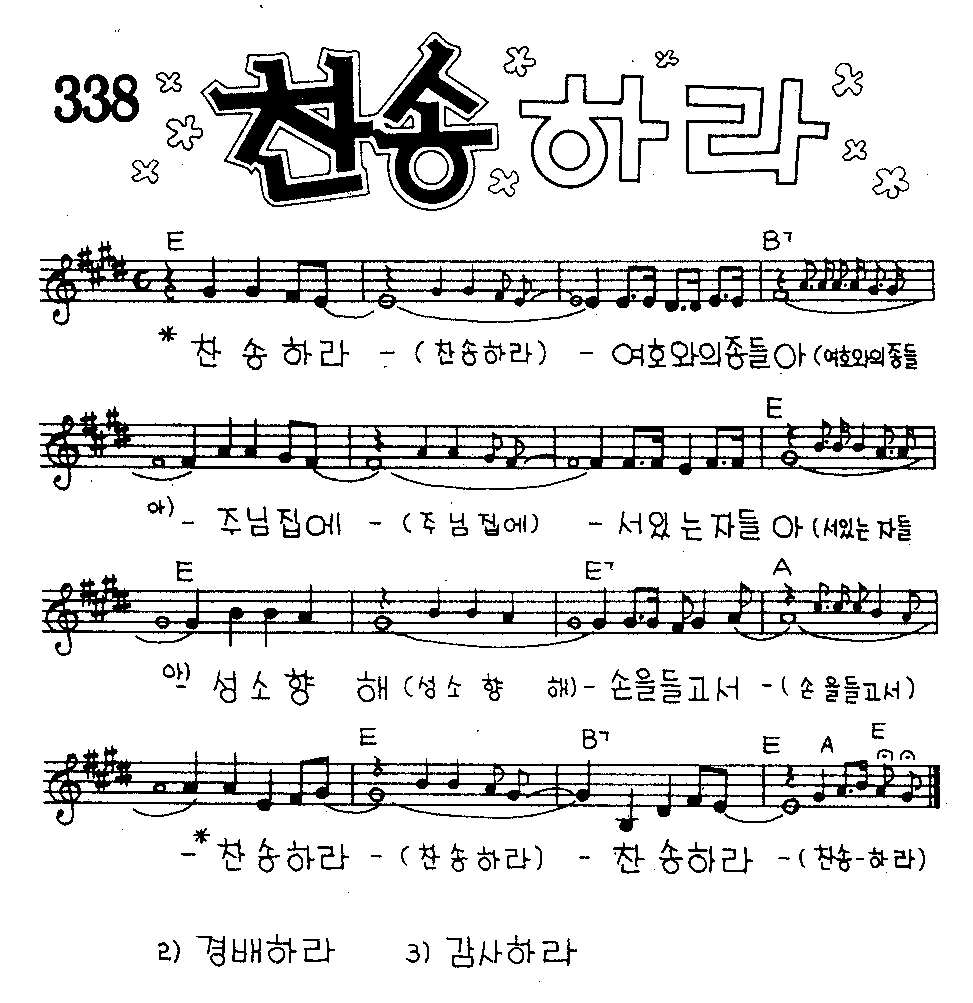 338 찬송하라
E B7
* 찬송하라 - (찬송하라) - 여호와의종들아 (여호와의종들
E
아) - 주님집에 - (주님집에) - 서있는자들아 (서있는자들
E E7 A
아) 성소향 해 (성소향 해) - 손을들고서 - (손을들고서)
E B7 E A E
- * 찬송하라 - (찬송하라) - 찬송하라 - (찬송-하라)
2) 경배하라 3) 감사하라